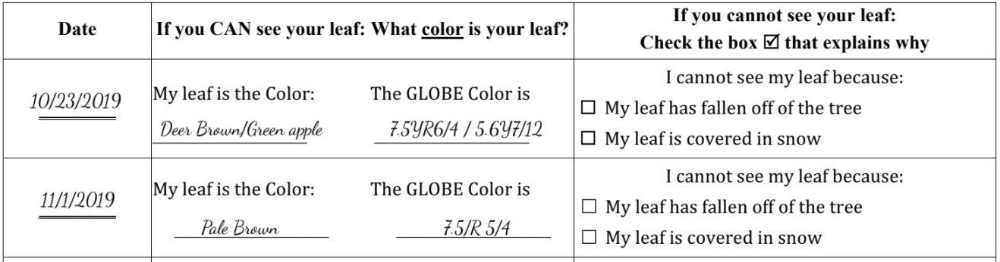 Date
If you CAN see your leaf: What color is your leaf?
If you cannot see your leaf:
Check the box ☑ that explains why
10/23/2019
My leaf is the Color:
Deer Brown/Green apple
The GLOBE Color is
7.5YR6/4 / 5.6Y7/12
I cannot see my leaf because:
☐ My leaf has fallen off of the tree
☐ My leaf is covered in snow
11/1/2019
My leaf is the Color:
Pale Brown
The GLOBE Color is
7.5/R 5/4
I cannot see my leaf because:
☐ My leaf has fallen off of the tree
☐ My leaf is covered in snow